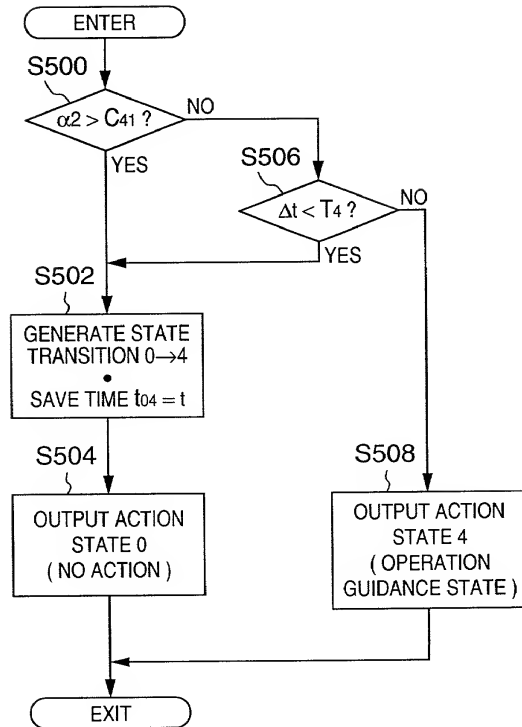 ENTER
S500
α2 > C41 ?
NO
YES
S506
Δt < T4 ?
NO
YES
S502
GENERATE STATE
TRANSITION 0→4
•
SAVE TIME t04 = t
S504
OUTPUT ACTION
STATE 0
( NO ACTION )
S508
OUTPUT ACTION
STATE 4
( OPERATION
GUIDANCE STATE )
EXIT